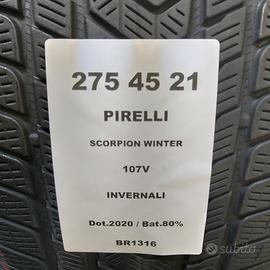 275 45 21
PIRELLI
SCORPION WINTER
107V
INVERNALI
Dot.2020 / Bat.80%
BR1316
subito